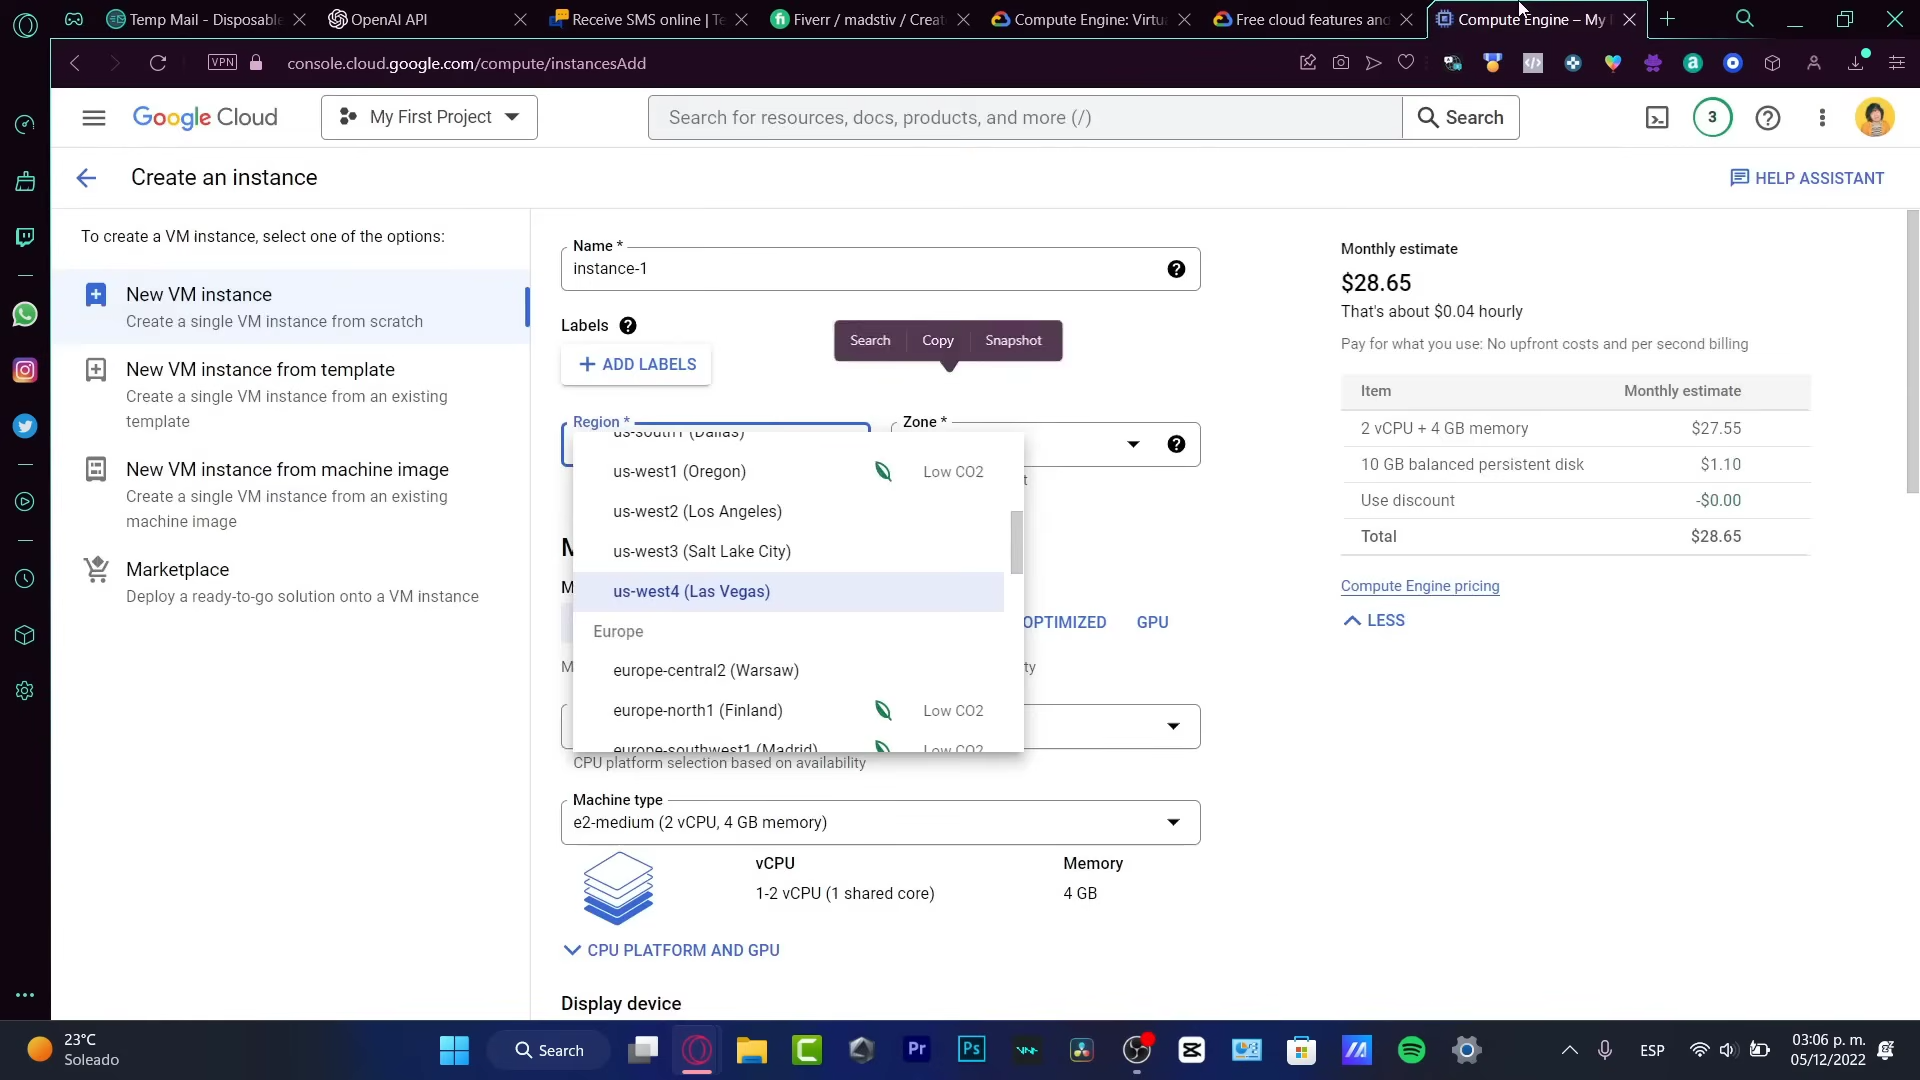 Temp Mail - Disposable
OpenAI API
Receive SMS online | Te
Fiverr / madstiv / Creat
Compute Engine: Virtua
Free cloud features and
Compute Engine – My
VPN
console.cloud.google.com/compute/instancesAdd
Google Cloud
My First Project
Search for resources, docs, products, and more (/)
Search
3
Create an instance
HELP ASSISTANT
To create a VM instance, select one of the options:
New VM instance
Create a single VM instance from scratch
New VM instance from template
Create a single VM instance from an existing
template
New VM instance from machine image
Create a single VM instance from an existing
machine image
Marketplace
Deploy a ready-to-go solution onto a VM instance
Name *
instance-1
Labels
ADD LABELS
Search
Copy
Snapshot
Region *
Zone *
us-south1 (Dallas)
us-west1 (Oregon)
Low CO2
us-west2 (Los Angeles)
us-west3 (Salt Lake City)
us-west4 (Las Vegas)
Europe
europe-central2 (Warsaw)
europe-north1 (Finland)
Low CO2
europe-southwest1 (Madrid)
Low CO2
OPTIMIZED
GPU
CPU platform selection based on availability
Machine type
e2-medium (2 vCPU, 4 GB memory)
vCPU
Memory
1-2 vCPU (1 shared core)
4 GB
CPU PLATFORM AND GPU
Display device
Monthly estimate
$28.65
That's about $0.04 hourly
Pay for what you use: No upfront costs and per second billing
Item
Monthly estimate
2 vCPU + 4 GB memory
$27.55
10 GB balanced persistent disk
$1.10
Use discount
-$0.00
Total
$28.65
Compute Engine pricing
LESS
23°C
Soleado
Search
Pr
Ps
ESP
03:06 p. m.
05/12/2022